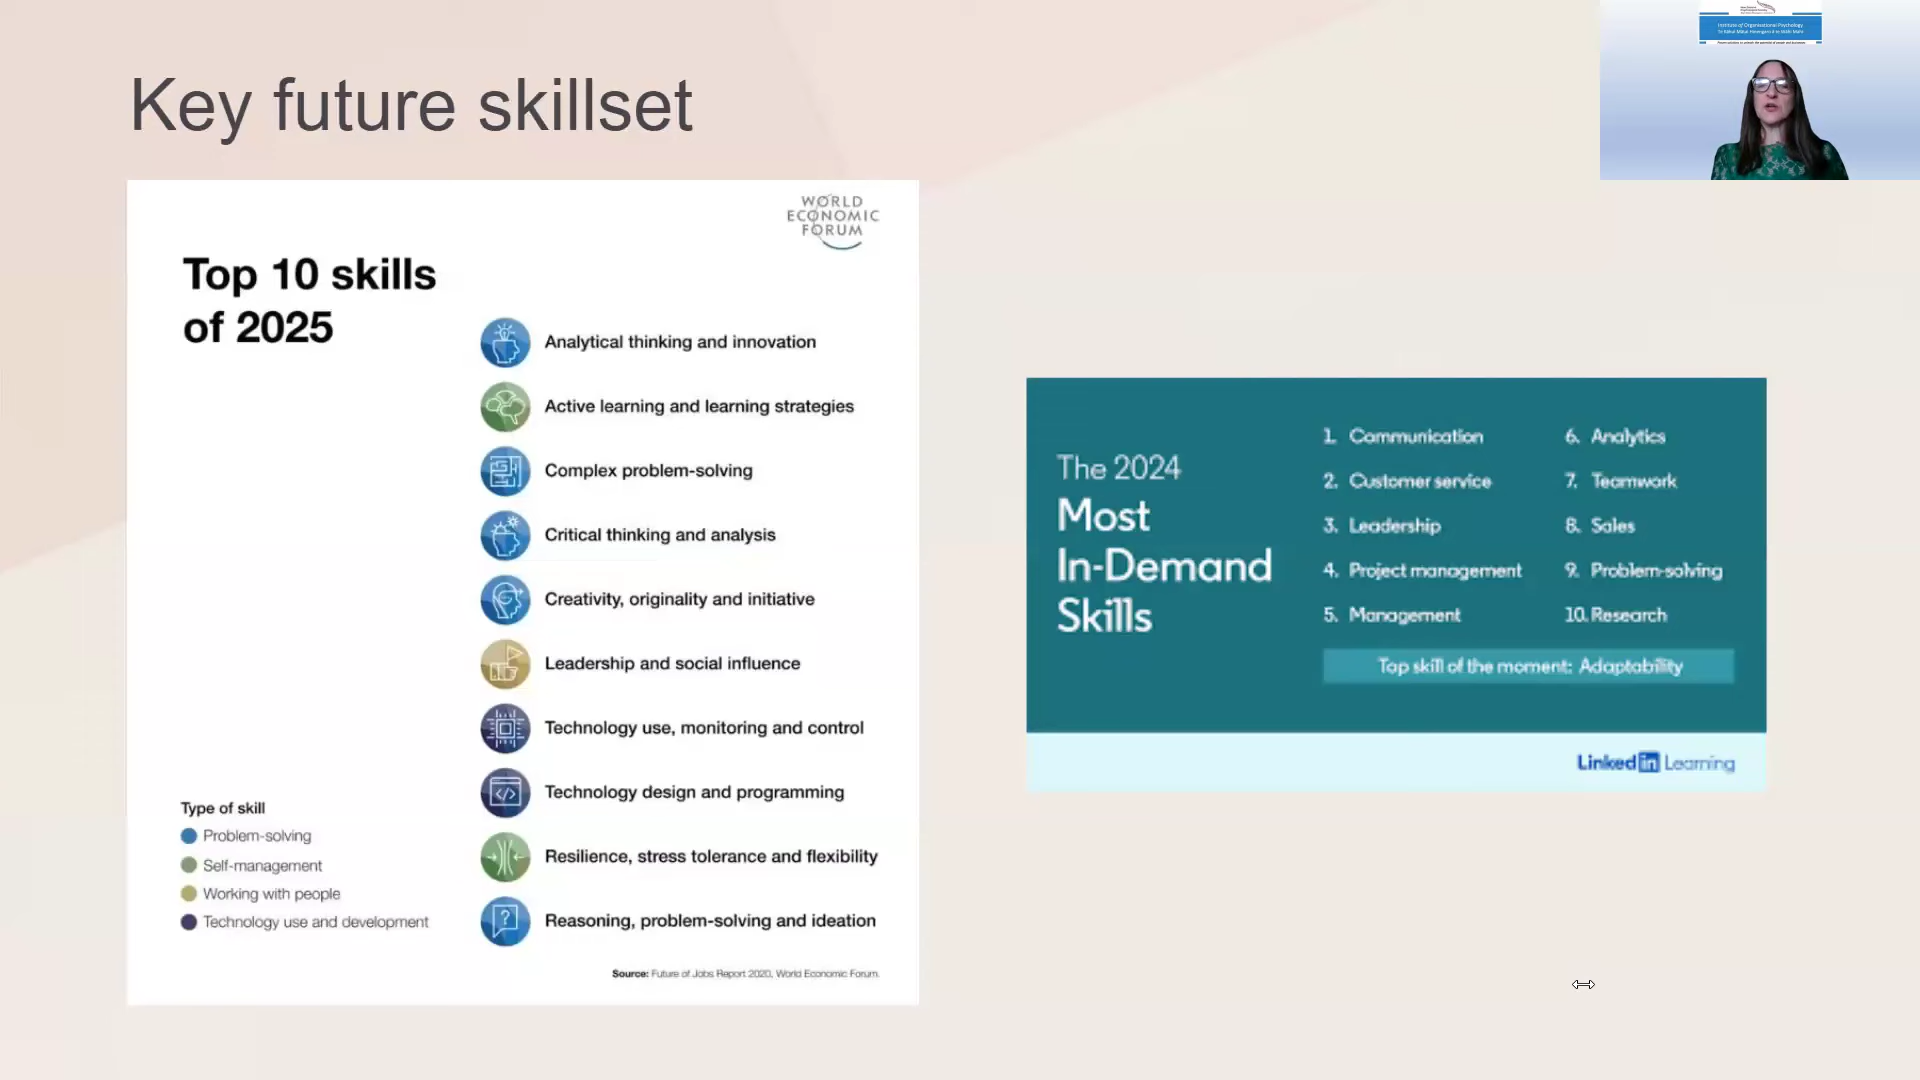 Key future skillset
WORLD
ECONOMIC
FORUM
Top 10 skills
of 2025
Analytical thinking and innovation
Active learning and learning strategies
Complex problem-solving
Critical thinking and analysis
Creativity, originality and initiative
Leadership and social influence
Technology use, monitoring and control
Technology design and programming
Resilience, stress tolerance and flexibility
Reasoning, problem-solving and ideation
Type of skill
Problem-solving
Self-management
Working with people
Technology use and development
Source: Future of Jobs Report 2020, World Economic Forum.
The 2024
Most
In-Demand
Skills
1. Communication
2. Customer service
3. Leadership
4. Project management
5. Management
6. Analytics
7. Teamwork
8. Sales
9. Problem-solving
10. Research
Top skill of the moment: Adaptability
LinkedIn Learning
Institute of Organisational Psychology